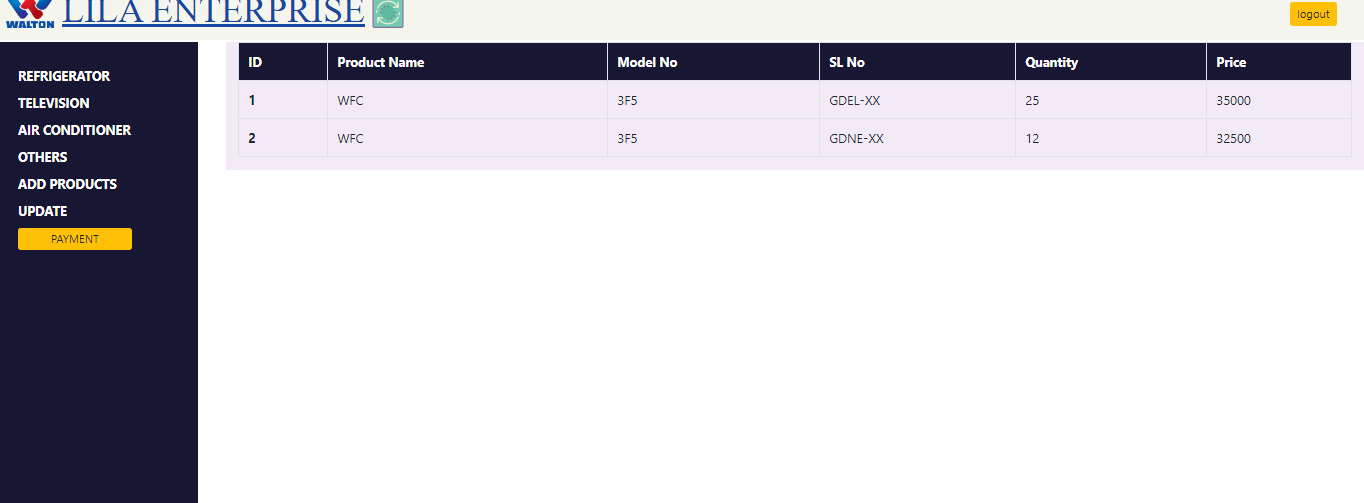 WALTON
LILA ENTERPRISE
logout
REFRIGERATOR
TELEVISION
AIR CONDITIONER
OTHERS
ADD PRODUCTS
UPDATE
PAYMENT
ID Product Name Model No SL No Quantity Price
1 WFC 3F5 GDEL-XX 25 35000
2 WFC 3F5 GDNE-XX 12 32500